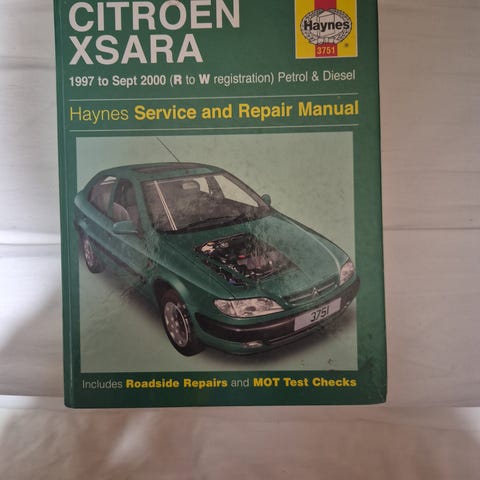 CITROËN
XSARA
Haynes
3751
1997 to Sept 2000 (R to W registration) Petrol & Diesel
Haynes Service and Repair Manual
3751
Includes Roadside Repairs and MOT Test Checks